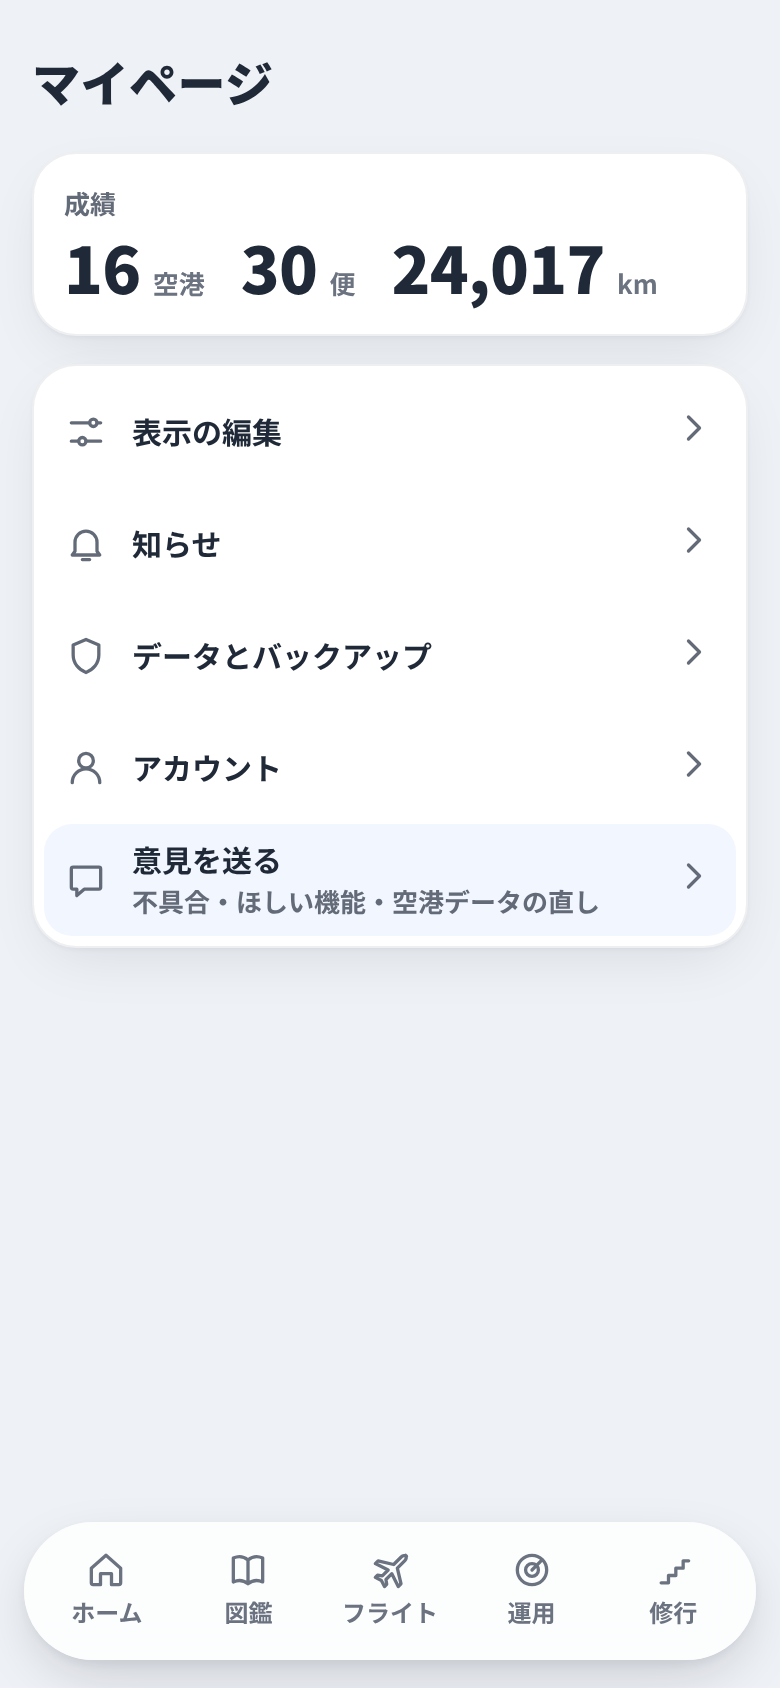 マイページ
成績
16 空港 30 便 24,017 km
表示の編集
知らせ
データとバックアップ
アカウント
意見を送る
不具合・ほしい機能・空港データの直し
ホーム 図鑑 フライト 運用 修行